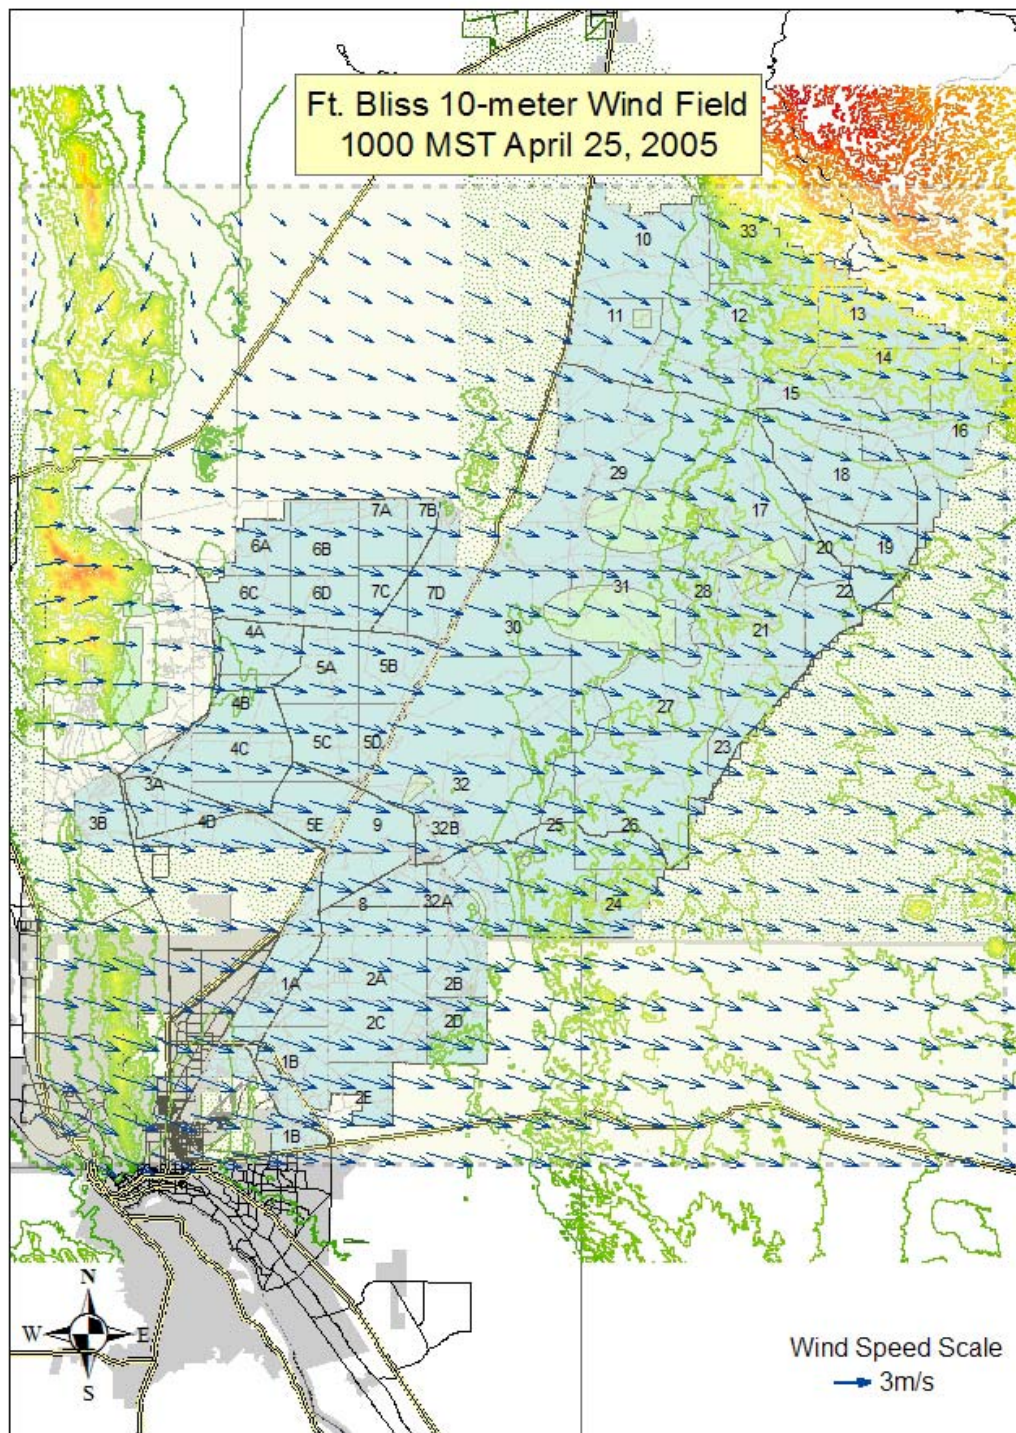 Ft. Bliss 10-meter Wind Field
1000 MST April 25, 2005
10
33
11
12
13
14
15
16
29
18
7A
7B
17
6A
6B
20
19
6C
6D
7C
7D
31
28
22
4A
30
21
5A
5B
4B
27
4C
5C
5D
23
3A
32
3B
4D
5E
9
32B
25
26
8
32A
24
1A
2A
2B
2C
2D
1B
2E
1B
N
W
E
S
Wind Speed Scale
3m/s